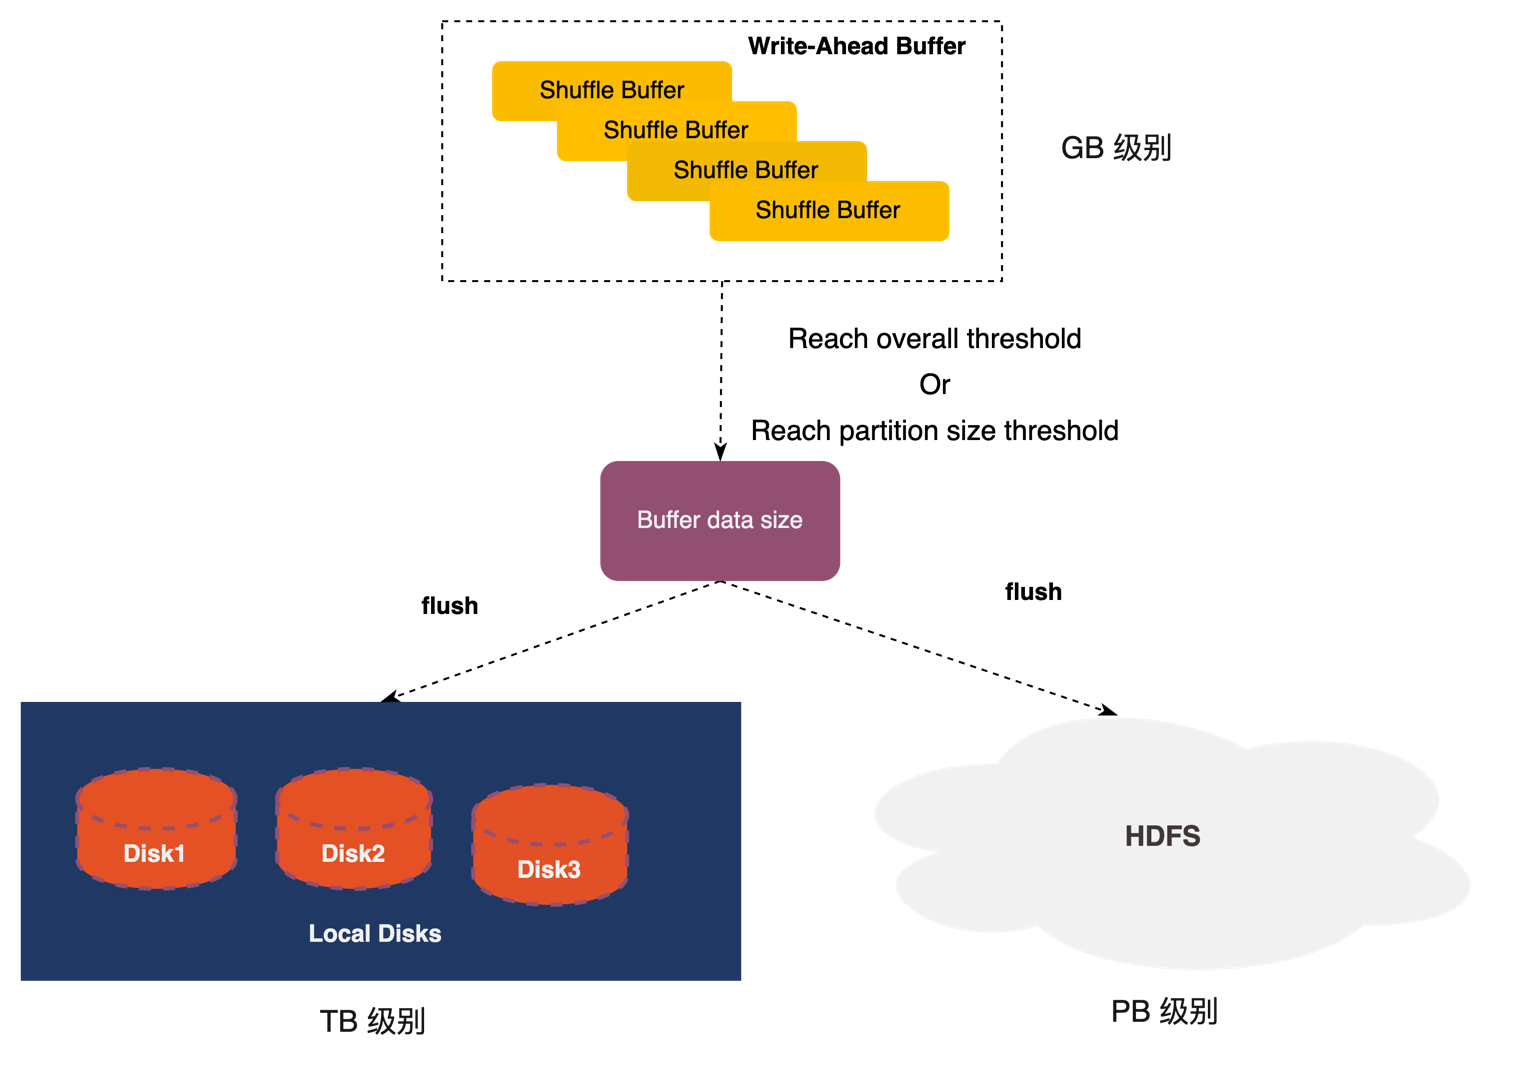 Write-Ahead Buffer
Shuffle Buffer
Shuffle Buffer
Shuffle Buffer
Shuffle Buffer
GB 级别
Reach overall threshold
Or
Reach partition size threshold
Buffer data size
flush
flush
Disk1
Disk2
Disk3
Local Disks
HDFS
TB 级别
PB 级别